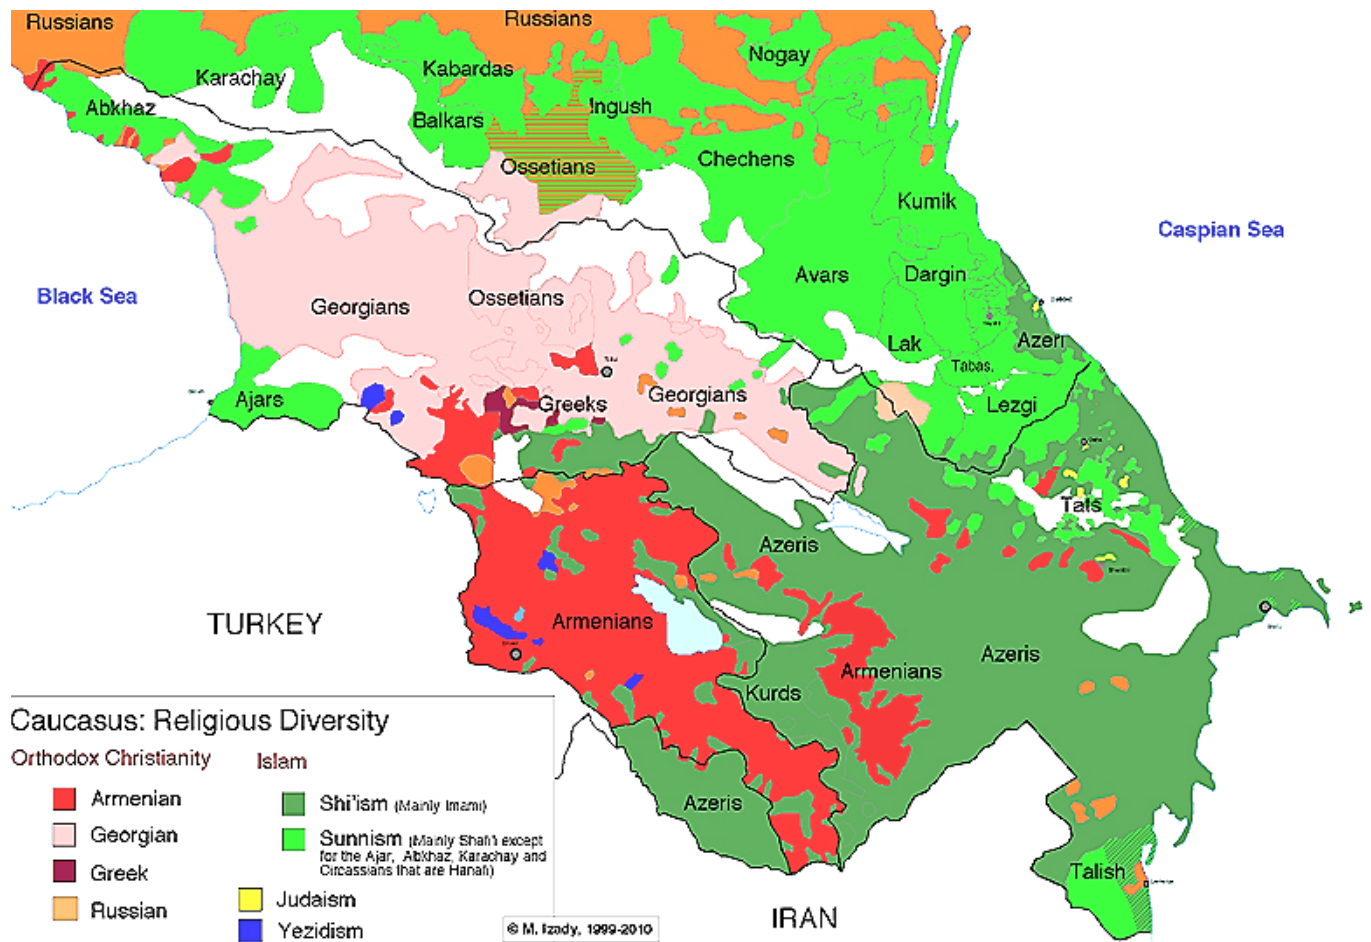 Russians
Russians
Nogay
Karachay
Kabardas
Abkhaz
Balkars
Ingush
Ossetians
Chechens
Kumik
Caspian Sea
Black Sea
Georgians
Ossetians
Avars
Dargin
Azeri
Lak
Tabas.
Ajars
Greeks
Georgians
Lezgi
Tats
Azeris
TURKEY
Armenians
Armenians
Azeris
Kurds
Azeris
Talish
IRAN
Caucasus: Religious Diversity
Orthodox Christianity
Islam
Armenian
Georgian
Greek
Russian
Shi'ism (Mainly Imami)
Sunnism (Mainly Shafi'i except
for the Ajar, Abkhaz, Karachay and
Circassians that are Hanafi)
Judaism
Yezidism
© M. Izady, 1999-2010